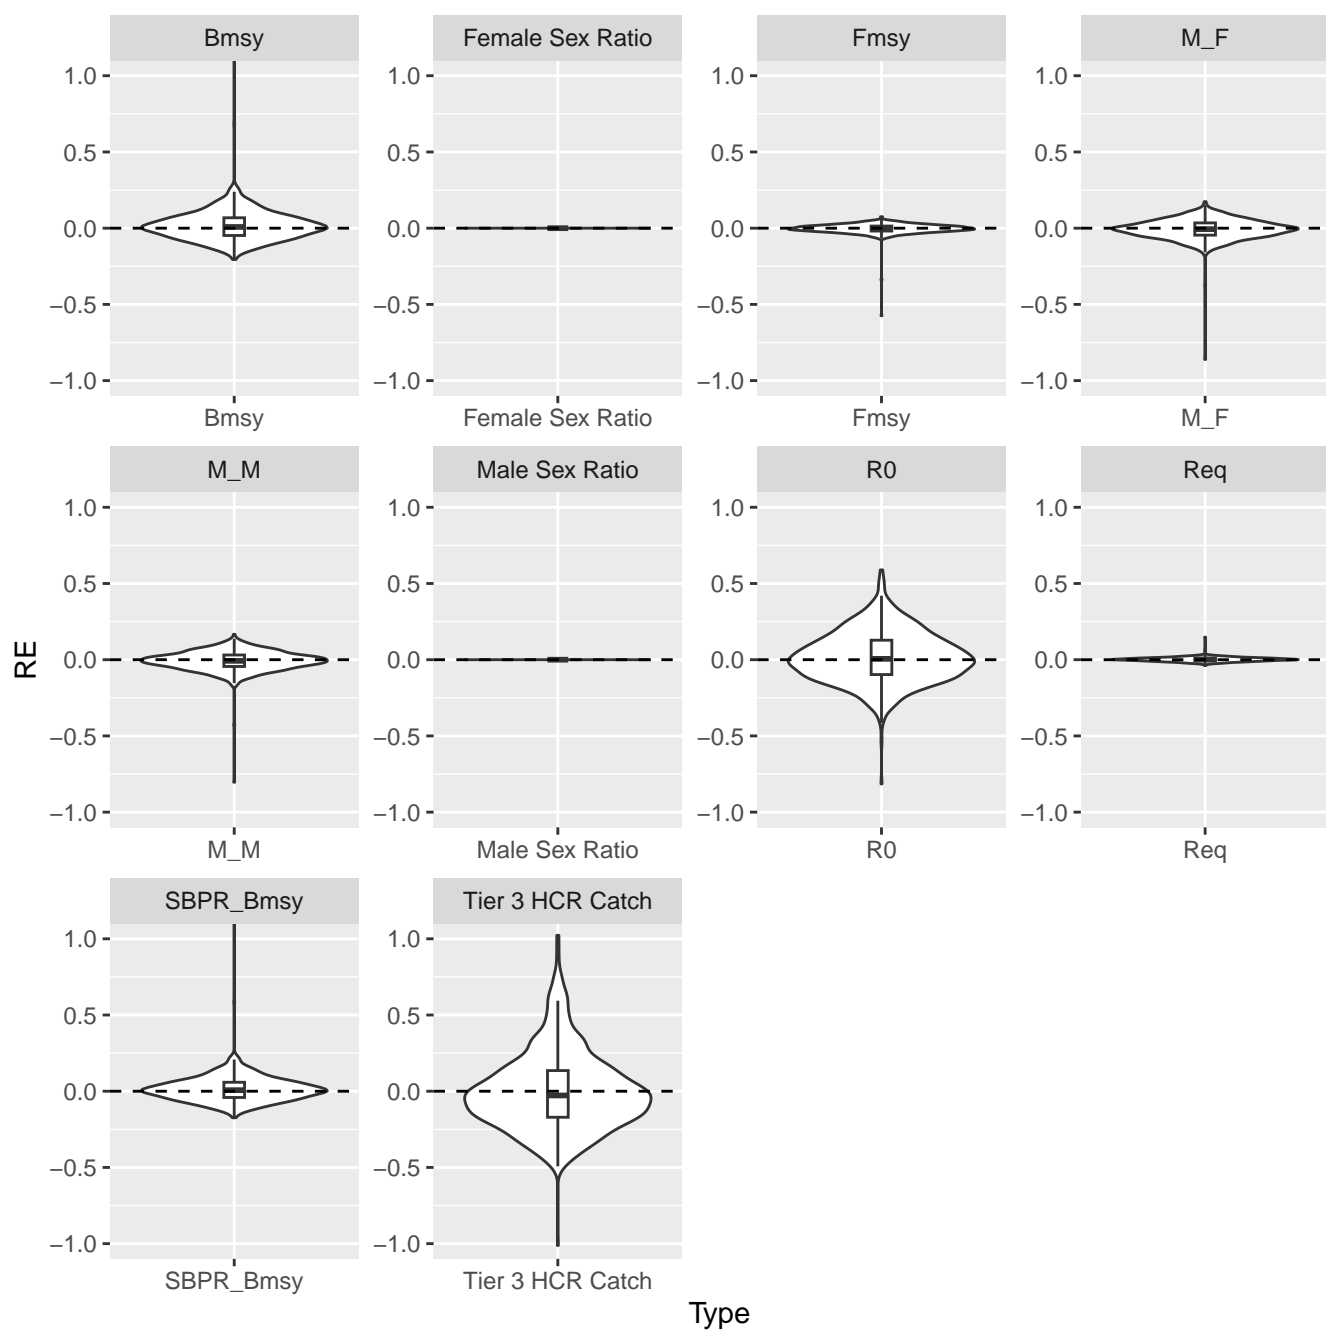 Bmsy Female Sex Ratio Fmsy M_F
1.0 1.0 1.0 1.0
0.5 0.5 0.5 0.5
0.0 0.0 0.0 0.0
−0.5 −0.5 −0.5 −0.5
−1.0 −1.0 −1.0 −1.0
Bmsy Female Sex Ratio Fmsy M_F
M_M Male Sex Ratio R0 Req
1.0 1.0 1.0 1.0
0.5 0.5 0.5 0.5
RE
0.0 0.0 0.0 0.0
−0.5 −0.5 −0.5 −0.5
−1.0 −1.0 −1.0 −1.0
M_M Male Sex Ratio R0 Req
SBPR_Bmsy Tier 3 HCR Catch
1.0 1.0
0.5 0.5
0.0 0.0
−0.5 −0.5
−1.0 −1.0
SBPR_Bmsy Tier 3 HCR Catch
Type